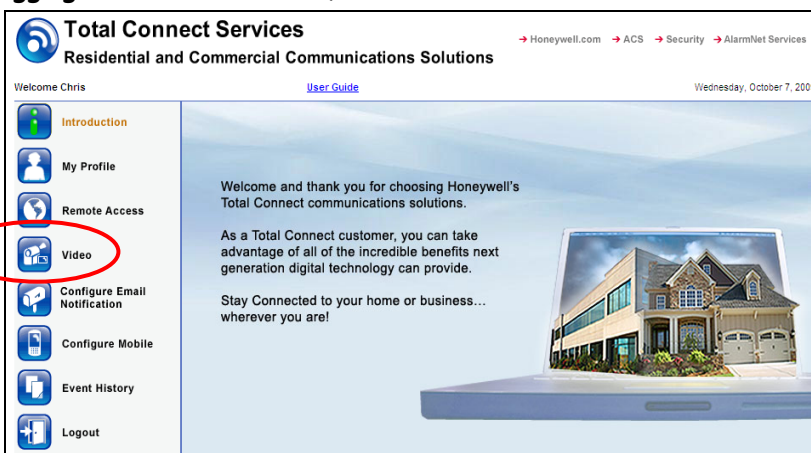 Total Connect Services
Residential and Commercial Communications Solutions
Honeywell.com ACS Security AlarmNet Services
Welcome Chris User Guide Wednesday, October 7, 200
Introduction
My Profile
Remote Access
Video
Configure Email
Notification
Configure Mobile
Event History
Logout
Welcome and thank you for choosing Honeywell's
Total Connect communications solutions.
As a Total Connect customer, you can take
advantage of all of the incredible benefits next
generation digital technology can provide.
Stay Connected to your home or business...
wherever you are!